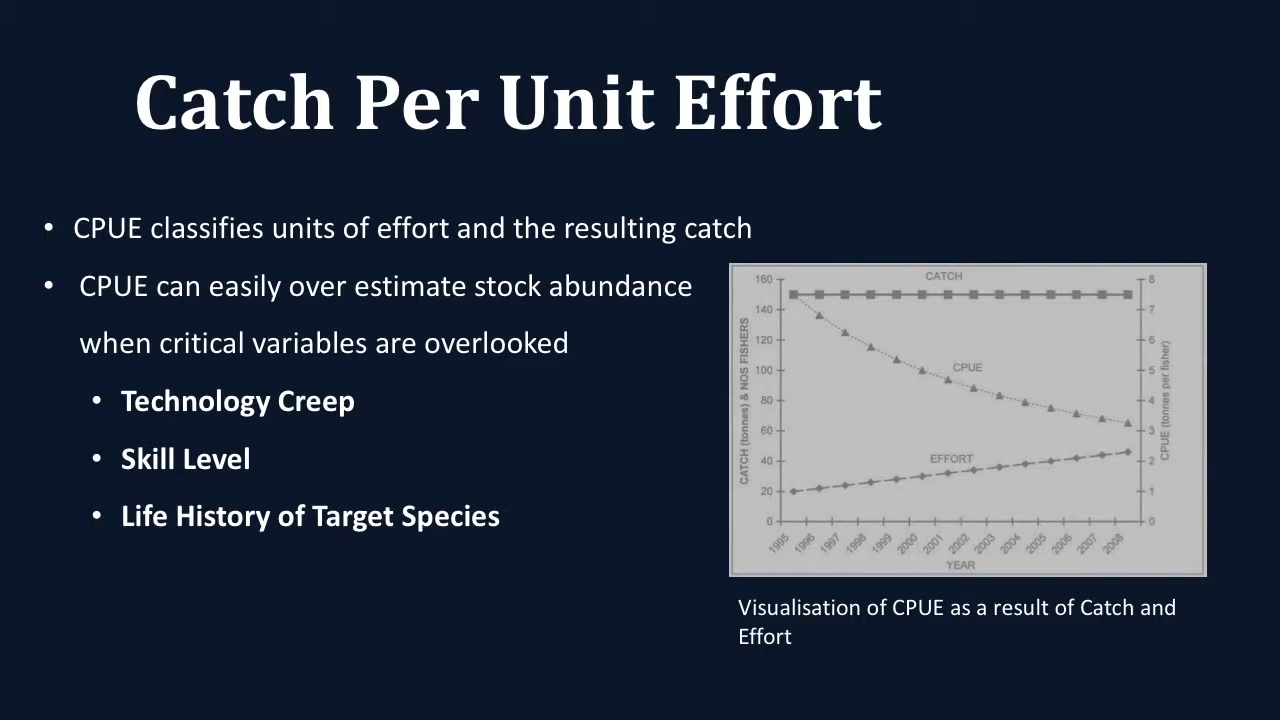 Catch Per Unit Effort
• CPUE classifies units of effort and the resulting catch
• CPUE can easily over estimate stock abundance
when critical variables are overlooked
• Technology Creep
• Skill Level
• Life History of Target Species
CATCH
CPUE
EFFORT
CATCH (tonnes) & NOS FISHERS
160
140
120
100
80
60
40
20
0
8
7
6
5
4
3
2
1
0
CPUE (tonnes per fisher)
1995 1996 1997 1998 1999 2000 2001 2002 2003 2004 2005 2006 2007 2008
YEAR
Visualisation of CPUE as a result of Catch and
Effort